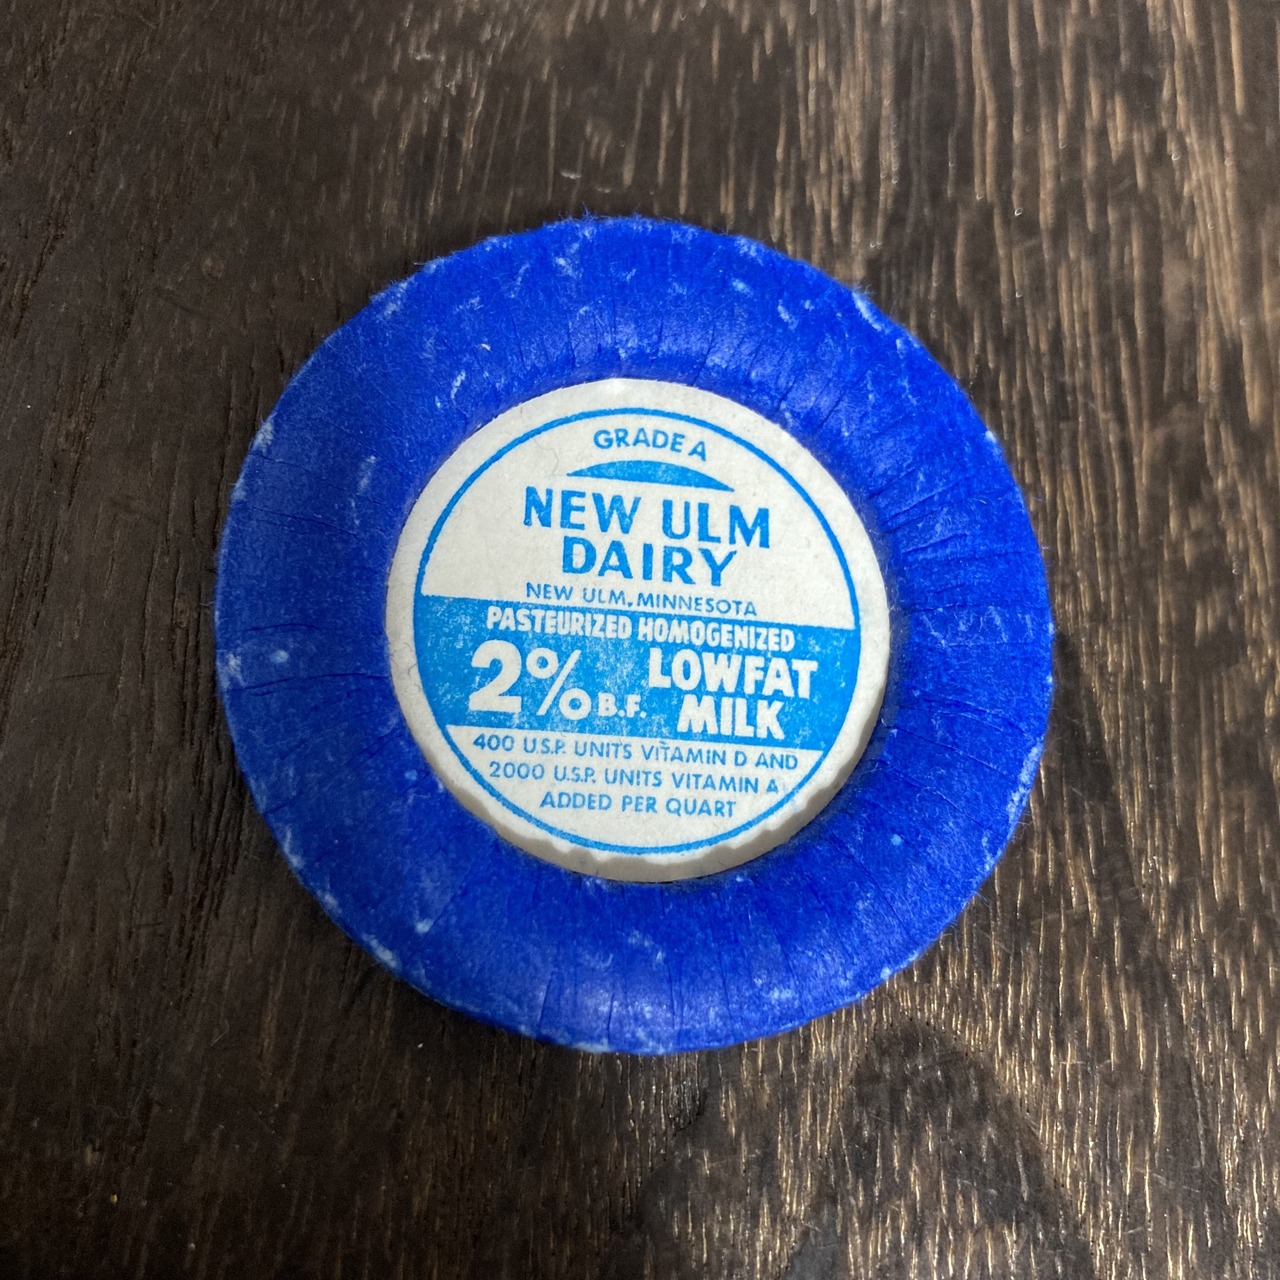 GRADE A
NEW ULM
DAIRY
NEW ULM, MINNESOTA
PASTEURIZED HOMOGENIZED
2% B.F. LOWFAT
MILK
400 U.S.P. UNITS VITAMIN D AND
2000 U.S.P. UNITS VITAMIN A
ADDED PER QUART